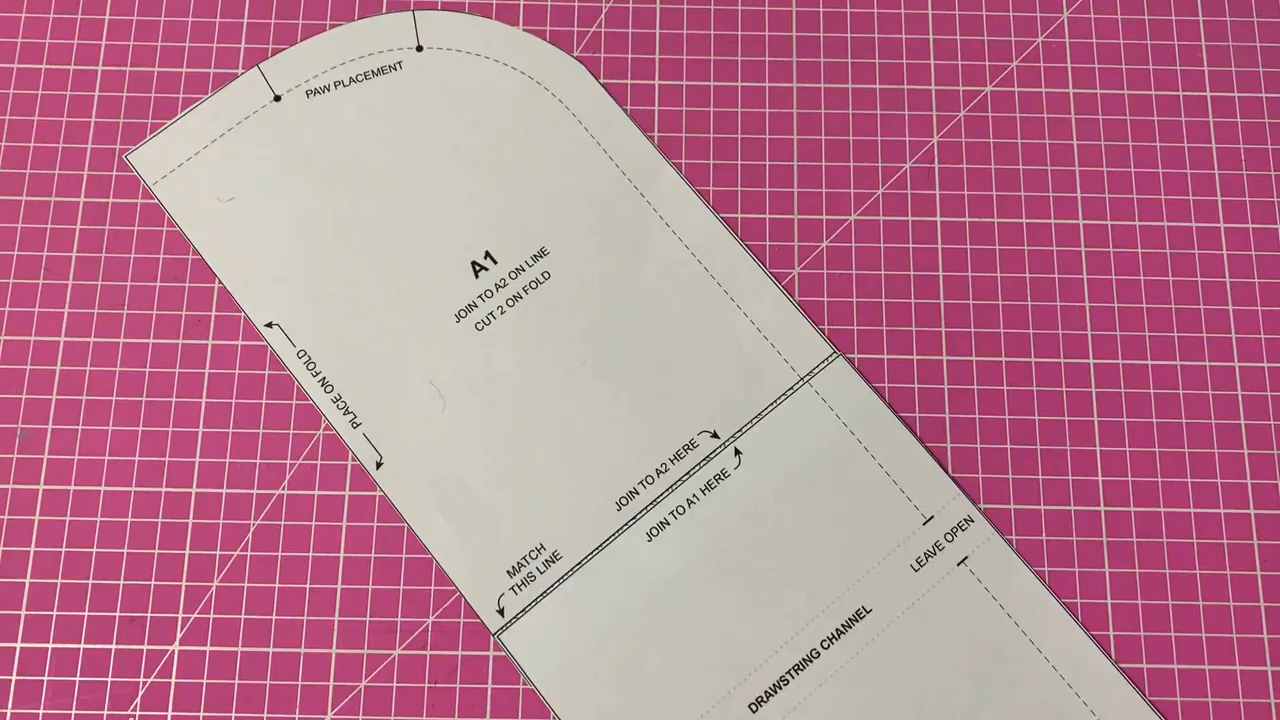 PAW PLACEMENT
A1
JOIN TO A2 ON LINE
CUT 2 ON FOLD
PLACE ON FOLD
JOIN TO A2 HERE
JOIN TO A1 HERE
MATCH
THIS LINE
LEAVE OPEN
DRAWSTRING CHANNEL